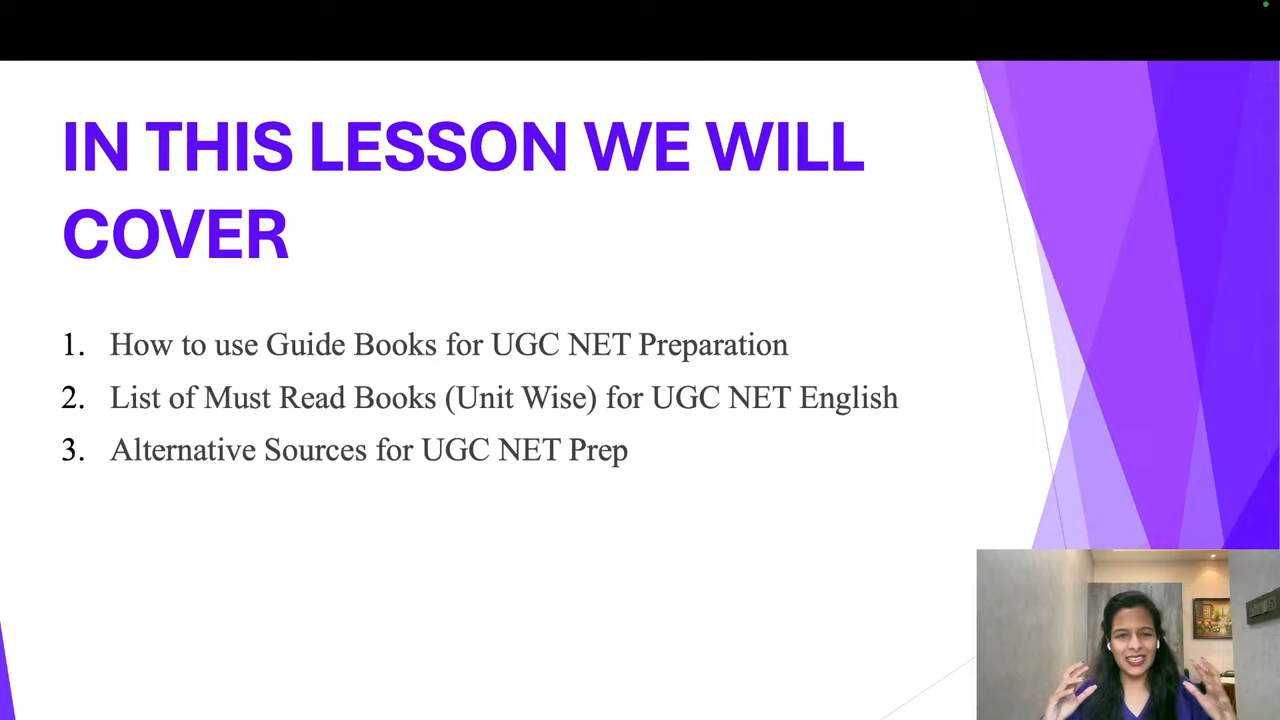 IN THIS LESSON WE WILL
COVER
1. How to use Guide Books for UGC NET Preparation
2. List of Must Read Books (Unit Wise) for UGC NET English
3. Alternative Sources for UGC NET Prep